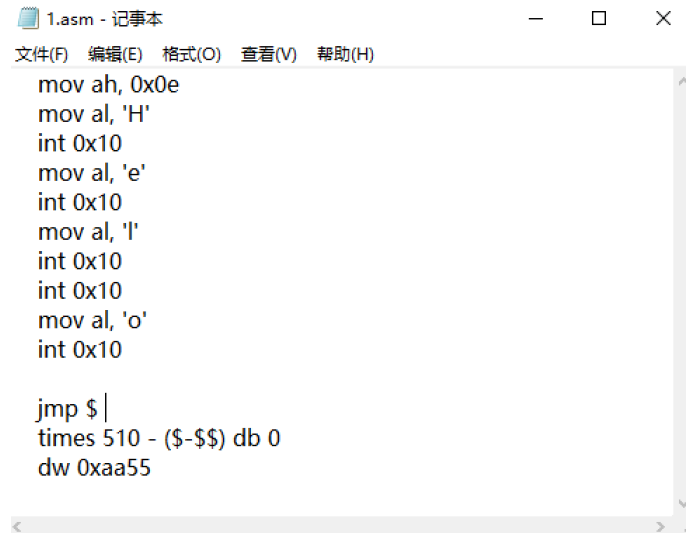 1.asm - 记事本
文件(F) 编辑(E) 格式(O) 查看(V) 帮助(H)
mov ah, 0x0e
mov al, 'H'
int 0x10
mov al, 'e'
int 0x10
mov al, 'l'
int 0x10
int 0x10
mov al, 'o'
int 0x10
jmp $
times 510 - ($-$$) db 0
dw 0xaa55